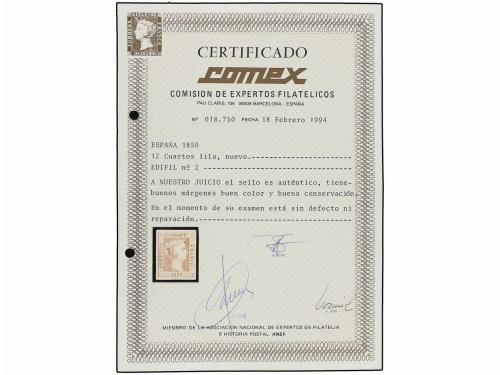 CERTIFICADO
comex
COMISION DE EXPERTOS FILATELICOS
PAU CLARIS, 106 08009 BARCELONA - ESPAÑA
Nº 018,750 FECHA 18 Febrero 1994
ESPAÑA 1850
12 Cuartos lila, nuevo.
EDIFIL nº 2
A NUESTRO JUICIO el sello es auténtico, tiene-
buenos márgenes buen color y buena conservación
En el momento de su examen está sin defecto ni
reparación.
MIEMBRO DE LA ASOCIACION NACIONAL DE EXPERTOS EN FILATELIA
E HISTORIA POSTAL ANEF